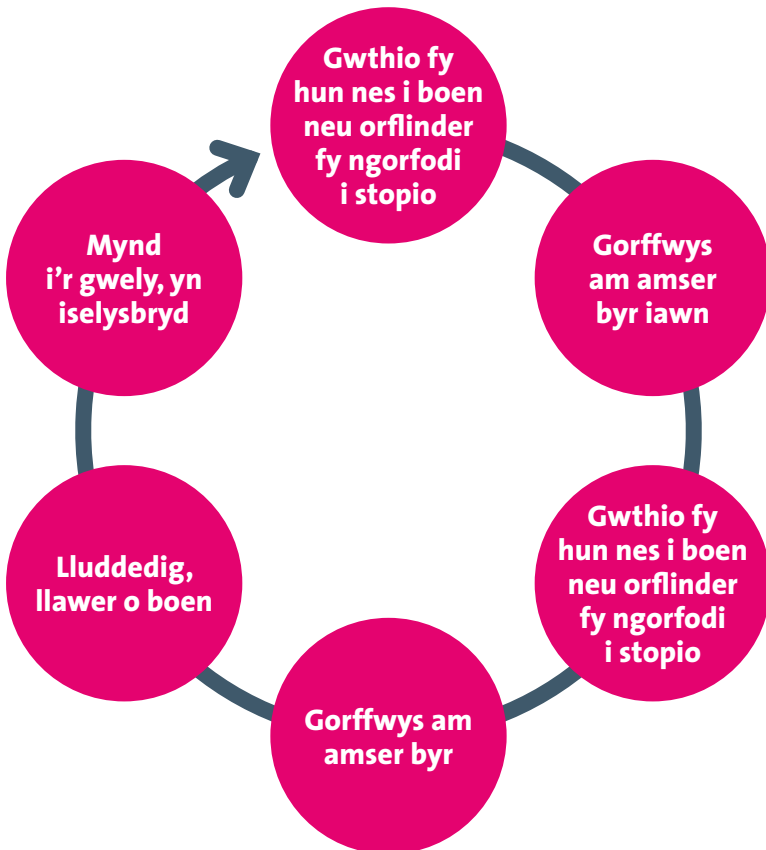 Gwthio fy
hun nes i boen
neu orflinder
fy ngorfodi
i stopio
Gorffwys
am amser
byr iawn
Gwthio fy
hun nes i boen
neu orflinder
fy ngorfodi
i stopio
Gorffwys am
amser byr
Lluddedig,
llawer o boen
Mynd
i'r gwely, yn
iselysbryd